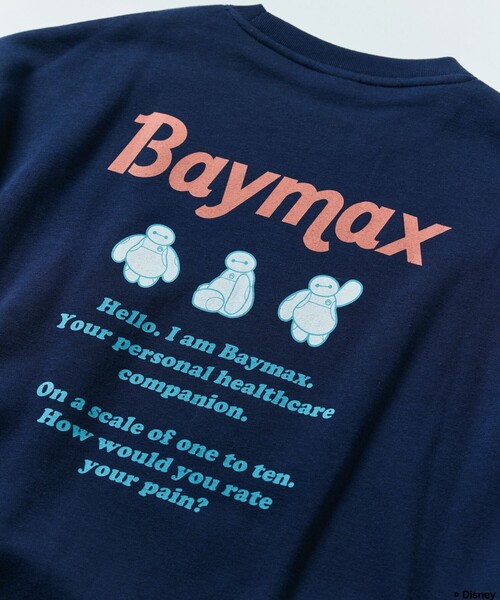 Baymax
Hello. I am Baymax.
Your personal healthcare
companion.
On a scale of one to ten.
How would you rate
your pain?
● Disney